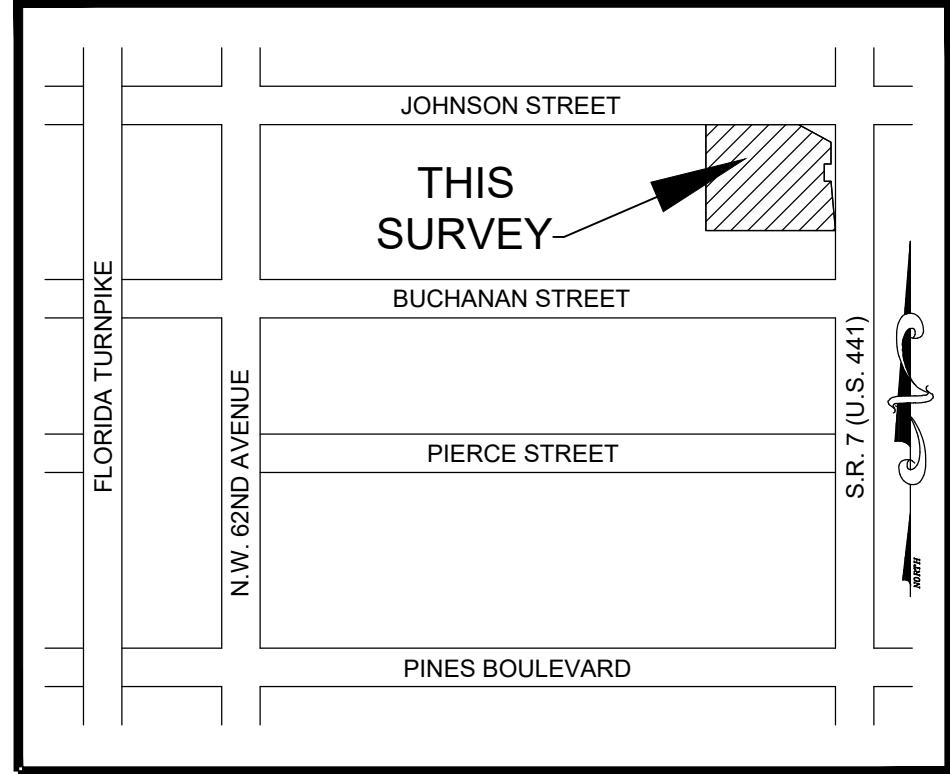 JOHNSON STREET
THIS
SURVEY
BUCHANAN STREET
FLORIDA TURNPIKE
N.W. 62ND AVENUE
S.R. 7 (U.S. 441)
PIERCE STREET
NORTH
PINES BOULEVARD